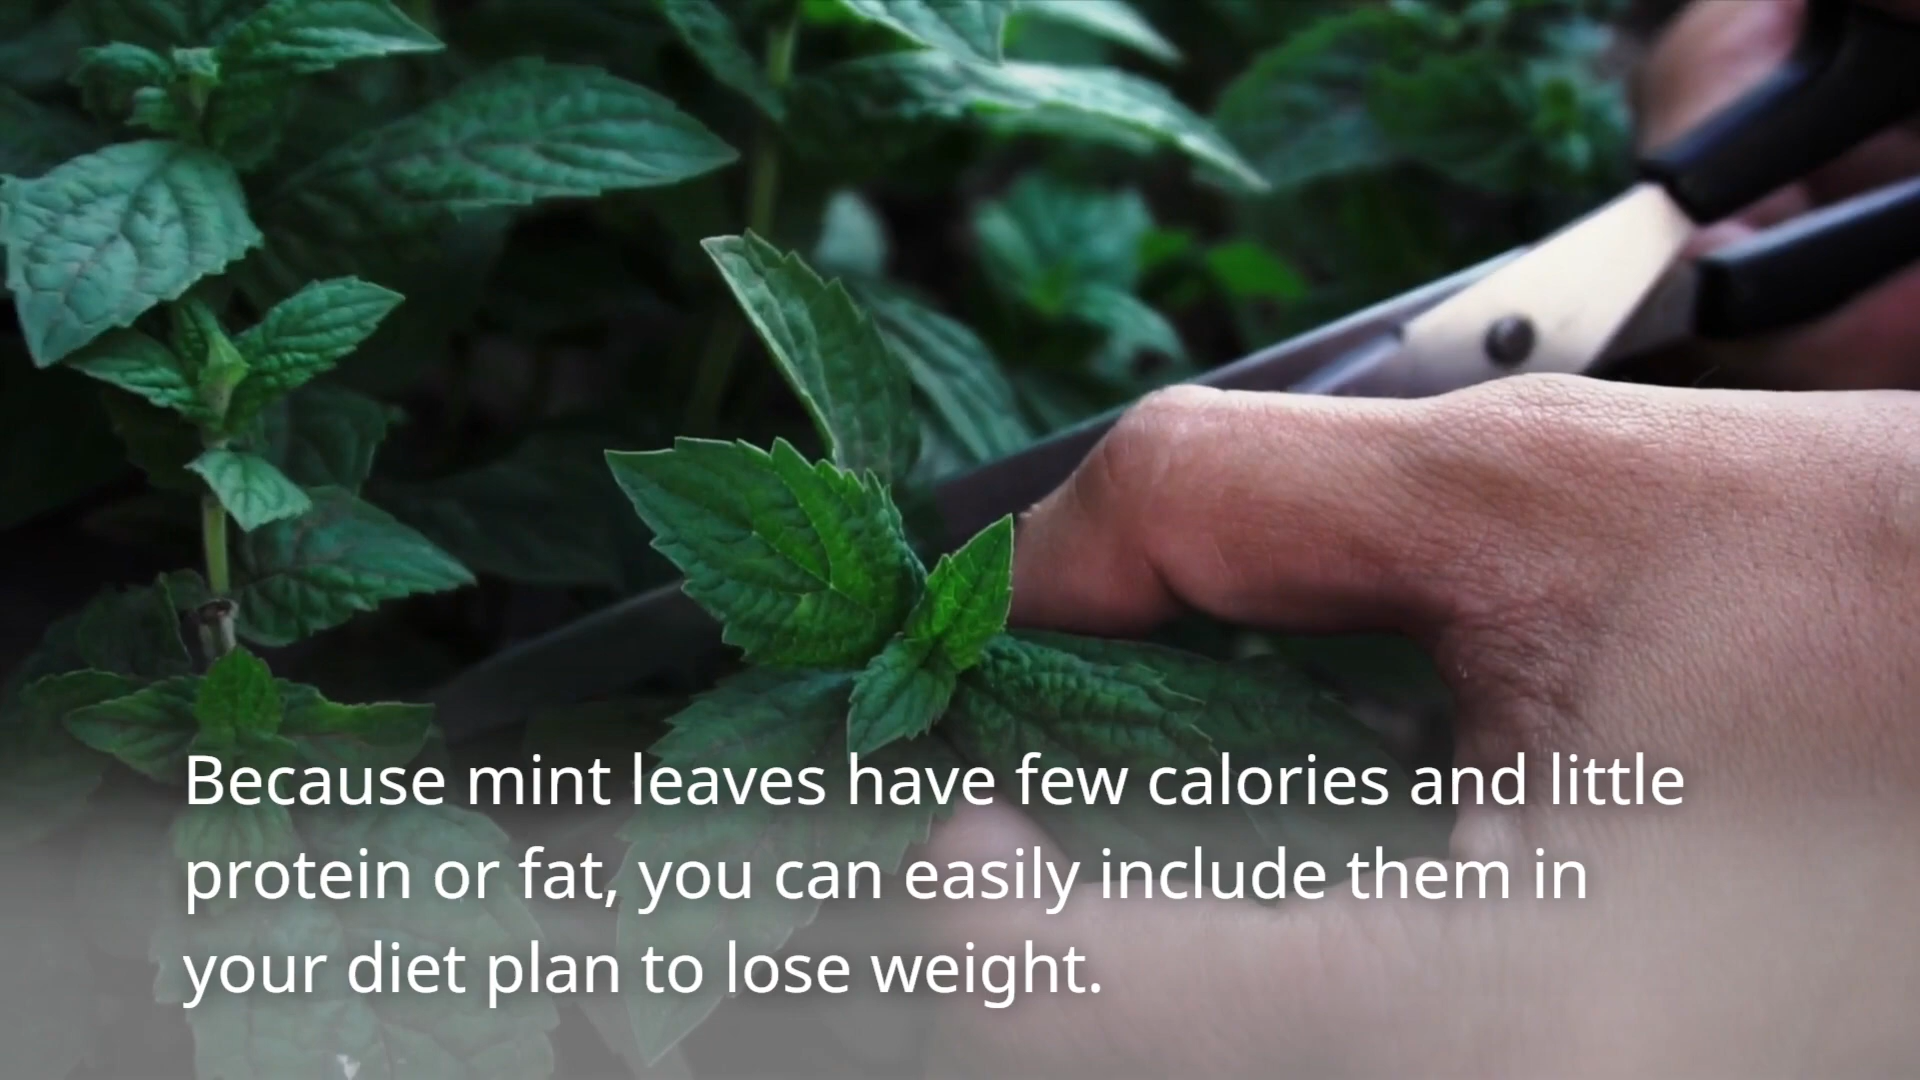 Because mint leaves have few calories and little
protein or fat, you can easily include them in
your diet plan to lose weight.